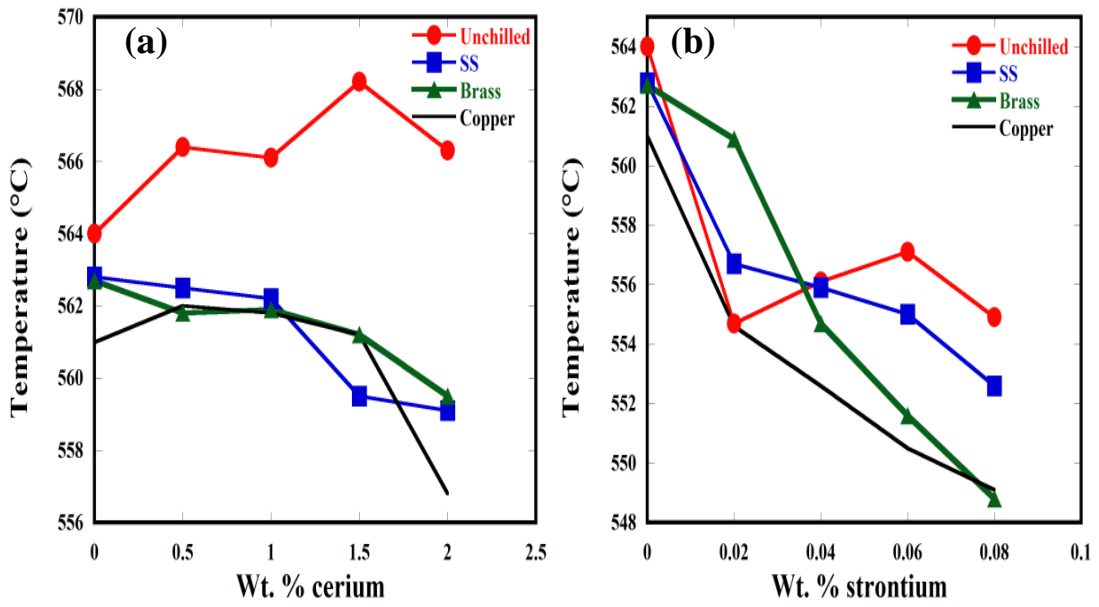 (a)
Unchilled
SS
Brass
Copper
Temperature (°C)
570
568
566
564
562
560
558
556
0 0.5 1 1.5 2 2.5
Wt. % cerium
(b)
Unchilled
SS
Brass
Copper
Temperature (°C)
564
562
560
558
556
554
552
550
548
0 0.02 0.04 0.06 0.08 0.1
Wt. % strontium